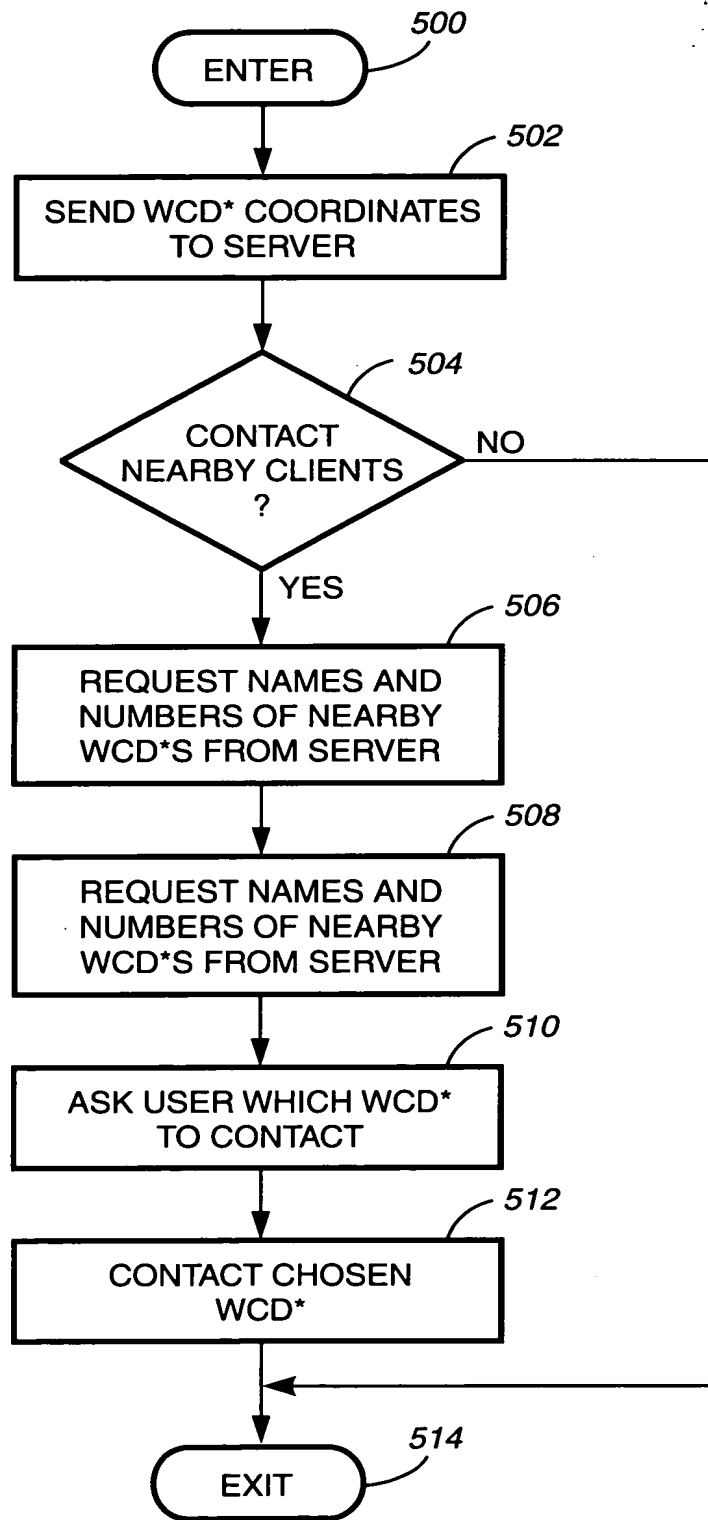 500
ENTER
502
SEND WCD* COORDINATES
TO SERVER
504
CONTACT
NEARBY CLIENTS
?
NO
YES
506
REQUEST NAMES AND
NUMBERS OF NEARBY
WCD*S FROM SERVER
508
REQUEST NAMES AND
NUMBERS OF NEARBY
WCD*S FROM SERVER
510
ASK USER WHICH WCD*
TO CONTACT
512
CONTACT CHOSEN
WCD*
514
EXIT